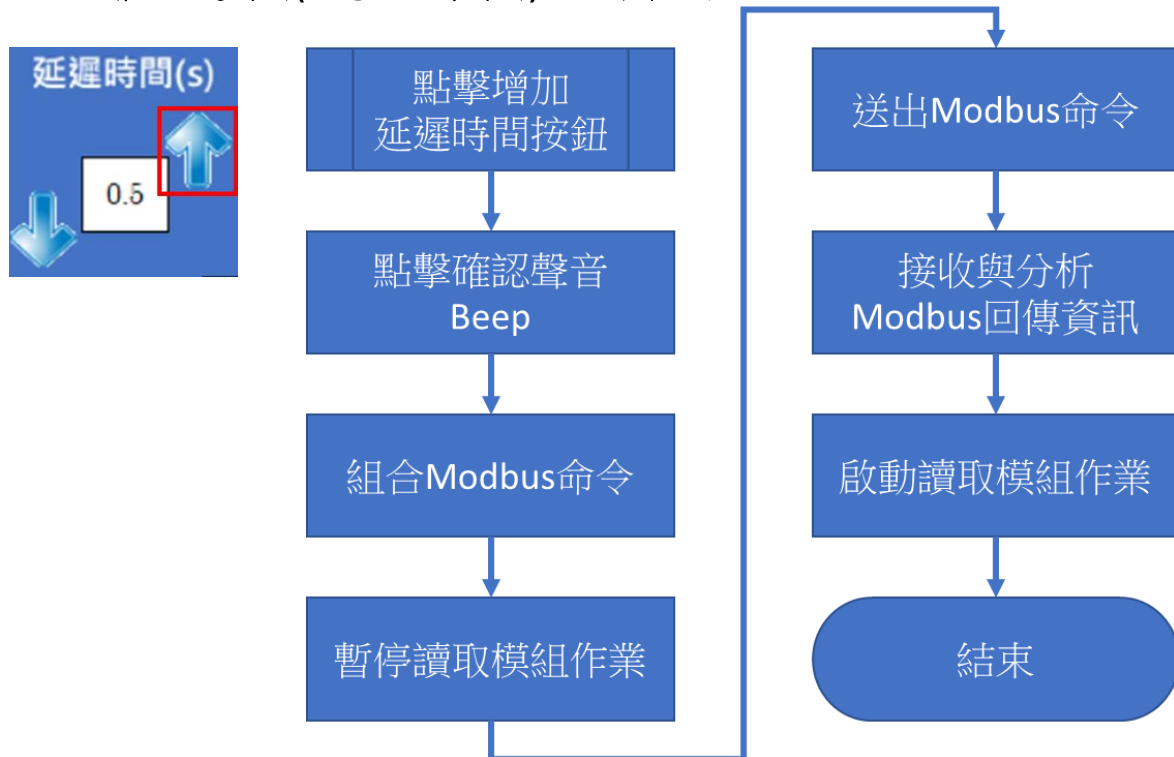 延遲時間(s)
0.5
點擊增加
延遲時間按鈕
點擊確認聲音
Beep
組合Modbus命令
暫停讀取模組作業
送出Modbus命令
接收與分析
Modbus回傳資訊
啟動讀取模組作業
結束